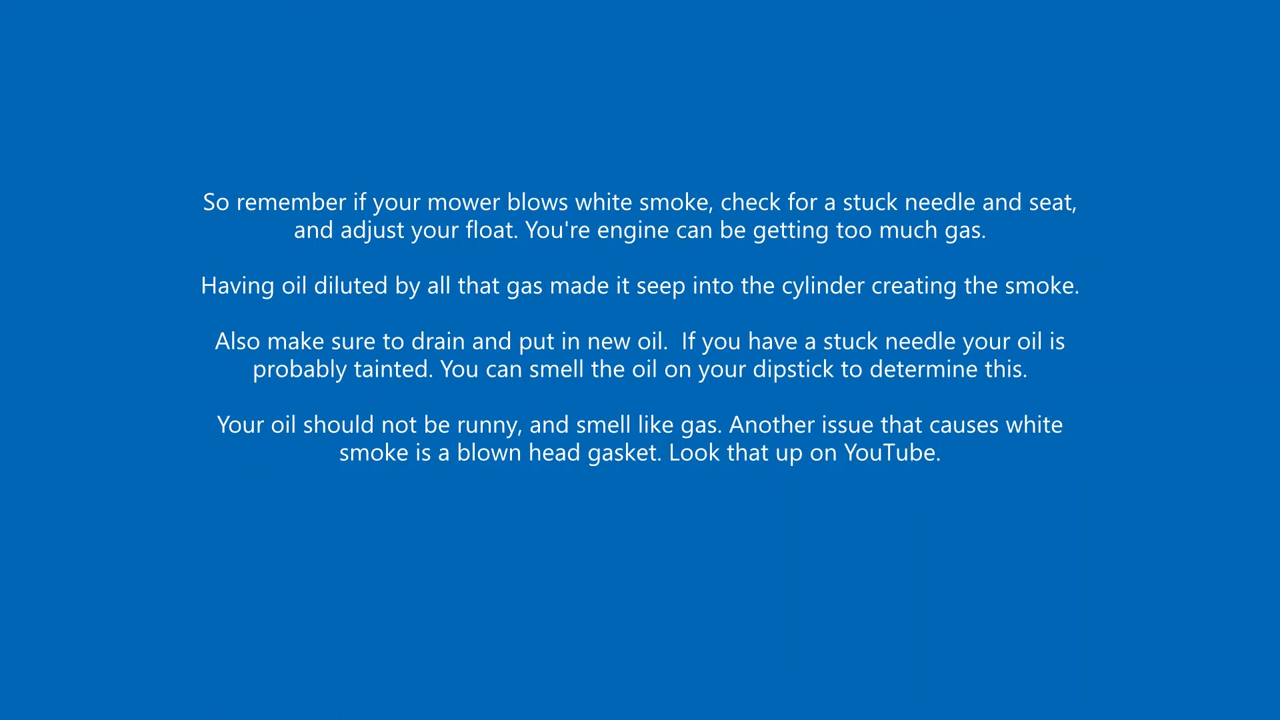 So remember if your mower blows white smoke, check for a stuck needle and seat,
and adjust your float. You're engine can be getting too much gas.
Having oil diluted by all that gas made it seep into the cylinder creating the smoke.
Also make sure to drain and put in new oil.  If you have a stuck needle your oil is
probably tainted. You can smell the oil on your dipstick to determine this.
Your oil should not be runny, and smell like gas. Another issue that causes white
smoke is a blown head gasket. Look that up on YouTube.